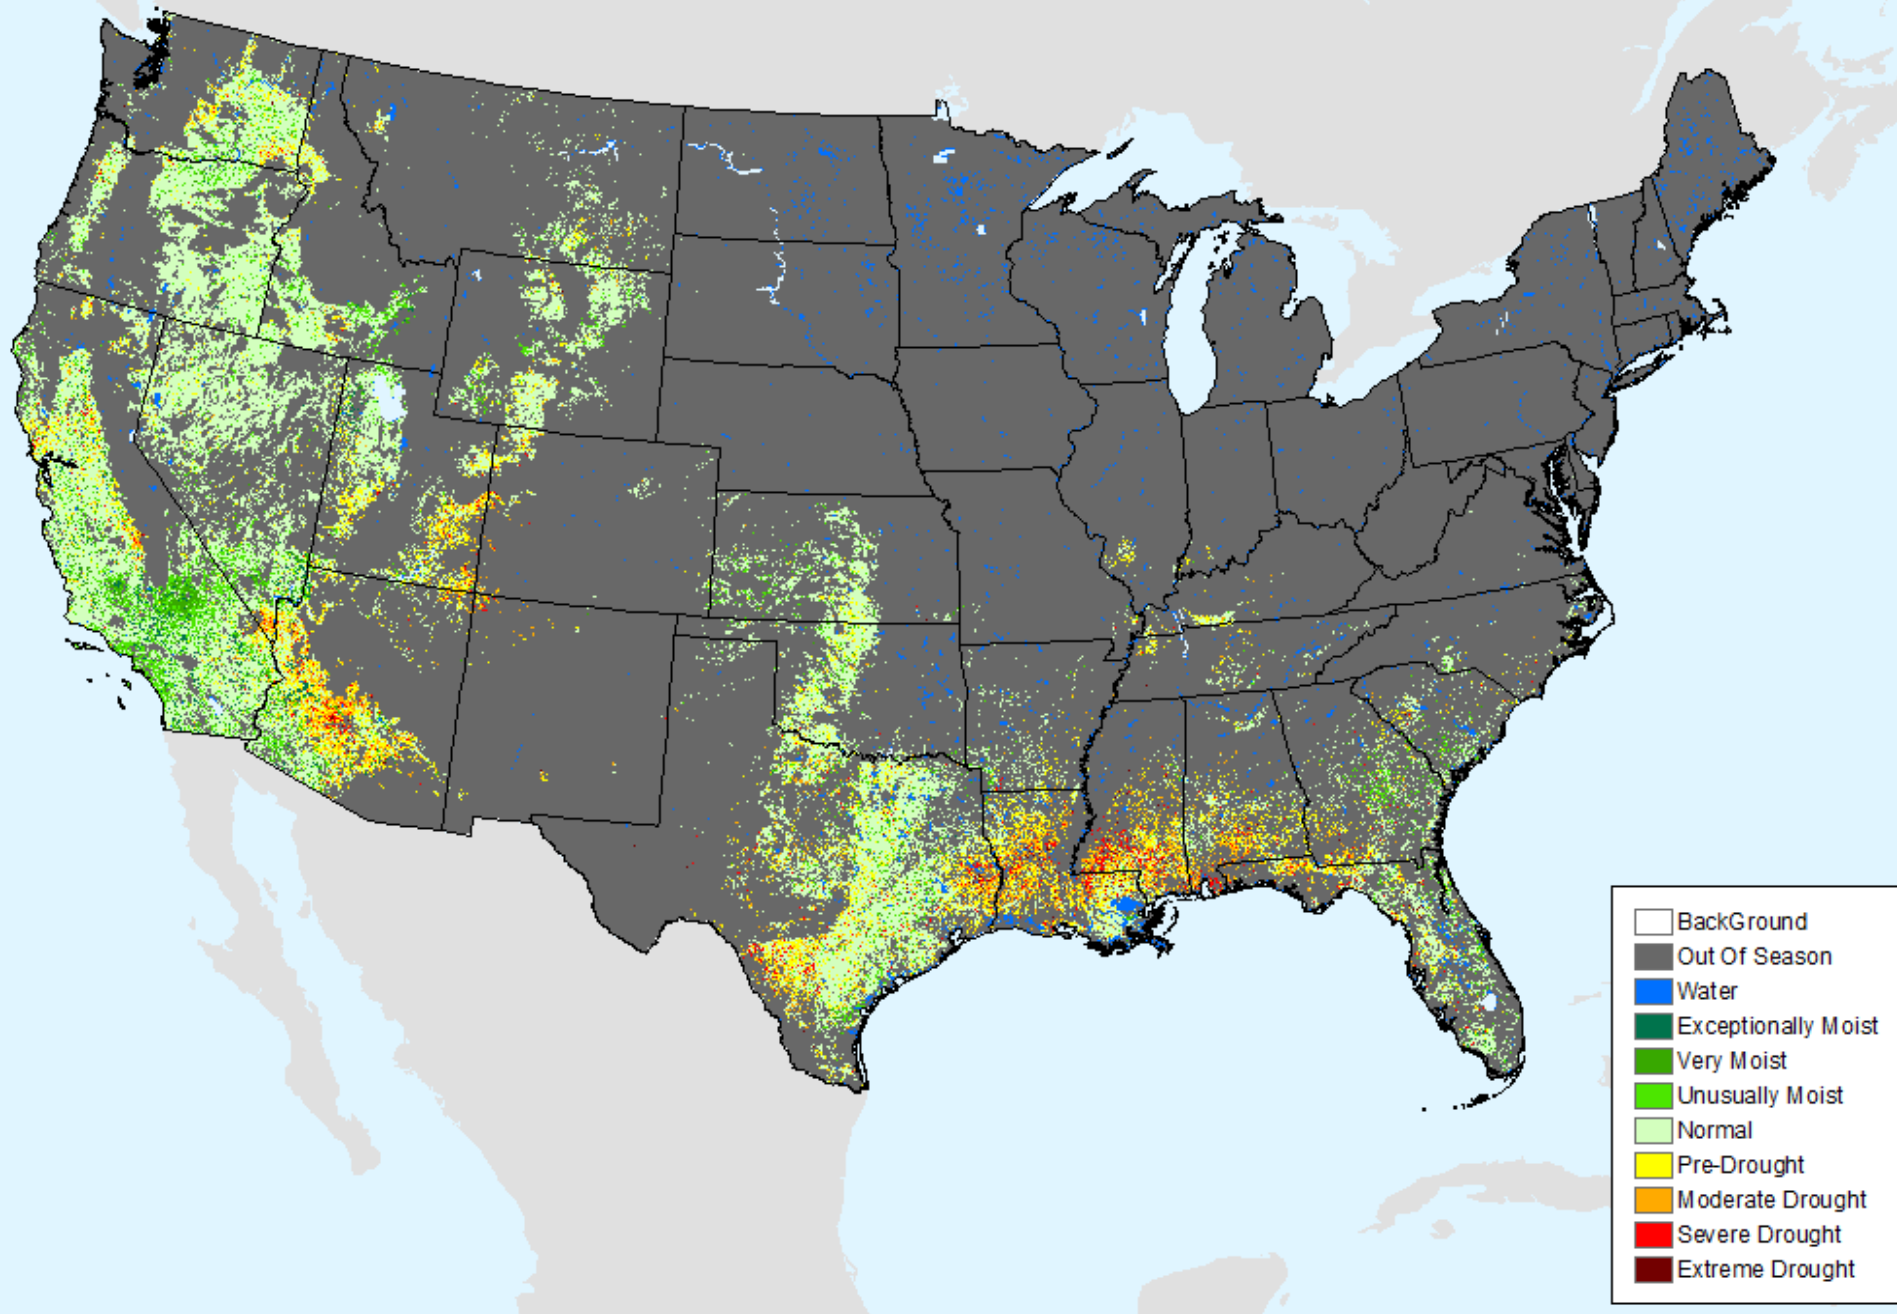 BackGround
Out Of Season
Water
Exceptionally Moist
Very Moist
Unusually Moist
Normal
Pre-Drought
Moderate Drought
Severe Drought
Extreme Drought